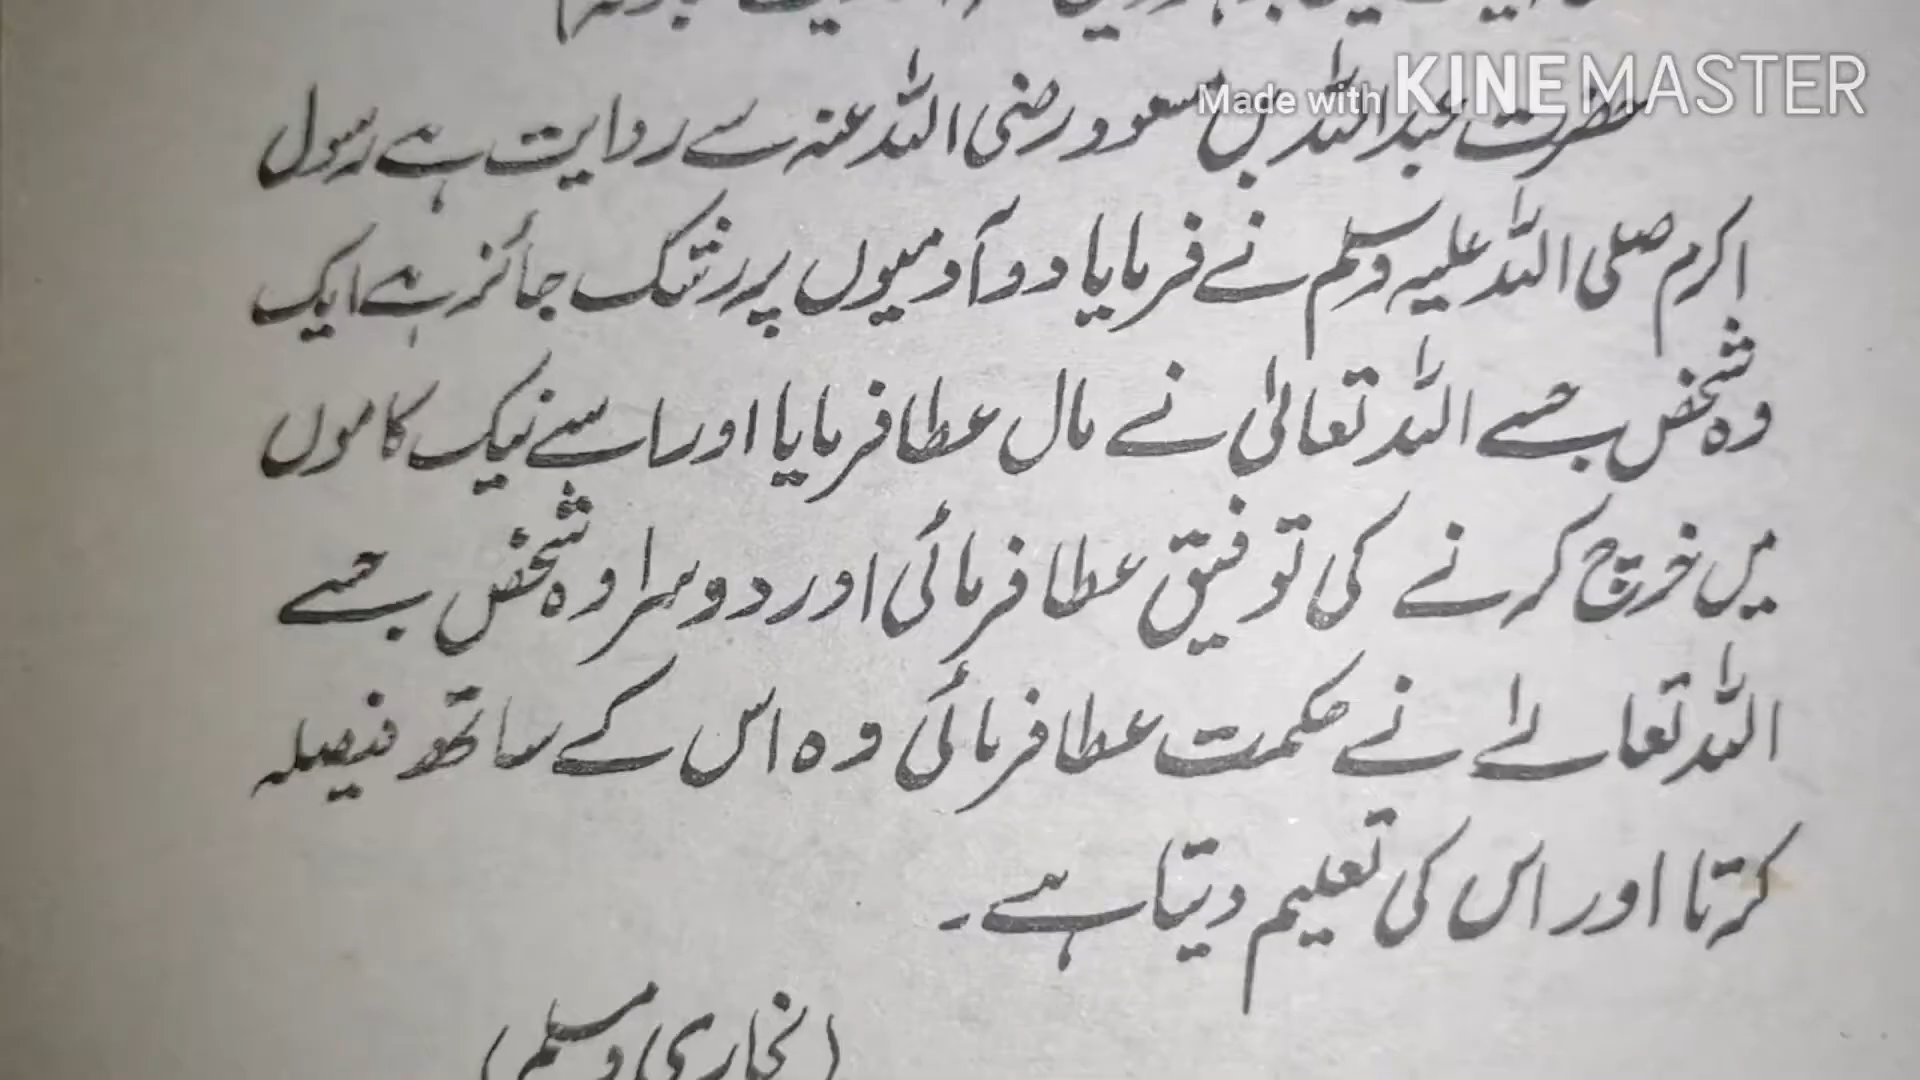 Made with KINEMASTER
حضرت عبداللہ بن مسعود رضی اللہ عنہ سے روایت ہے رسول
اکرم صلی اللہ علیہ وسلم نے فرمایا دو آدمیوں پر رشک جائز ہے ایک
وہ شخص جسے اللہ تعالیٰ نے مال عطا فرمایا اور اسے نیک کاموں
میں خرچ کرنے کی توفیق عطا فرمائی اور دوسرا وہ شخص جسے
اللہ تعالےٰ نے حکمت عطا فرمائی وہ اس کے ساتھ فیصلہ
کرتا اور اس کی تعلیم دیتا ہے۔
(بخاری ومسلم)